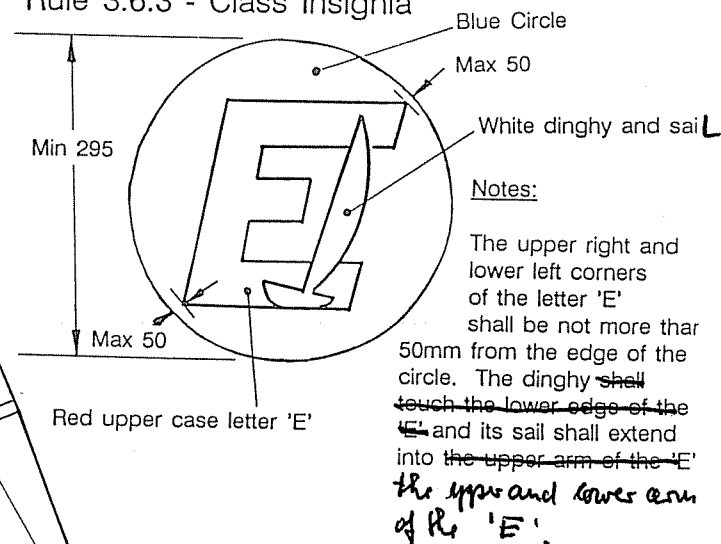 Rule 3.6.3 - Class Insignia
Blue Circle
Max 50
White dinghy and sail
Min 295
Notes:
The upper right and
lower left corners
of the letter 'E'
shall be not more than
50mm from the edge of the
circle. The dinghy shall
touch the lower edge of the
'E' and its sail shall extend
into the upper arm of the 'E'
the upper and lower arm
of the 'E'.
Max 50
Red upper case letter 'E'
E